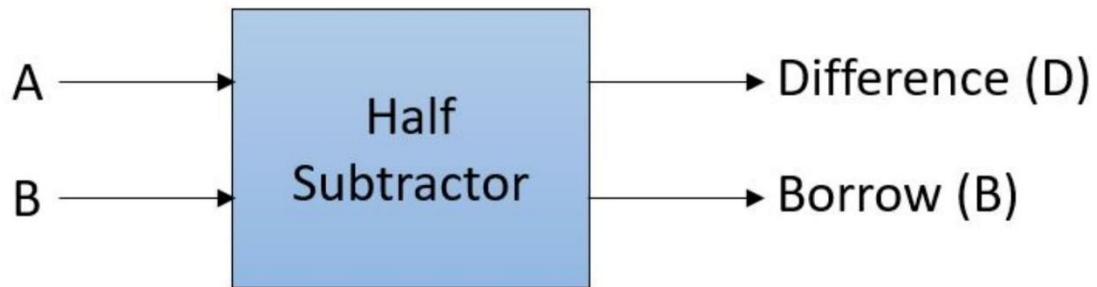 A
B
Half
Subtractor
Difference (D)
Borrow (B)